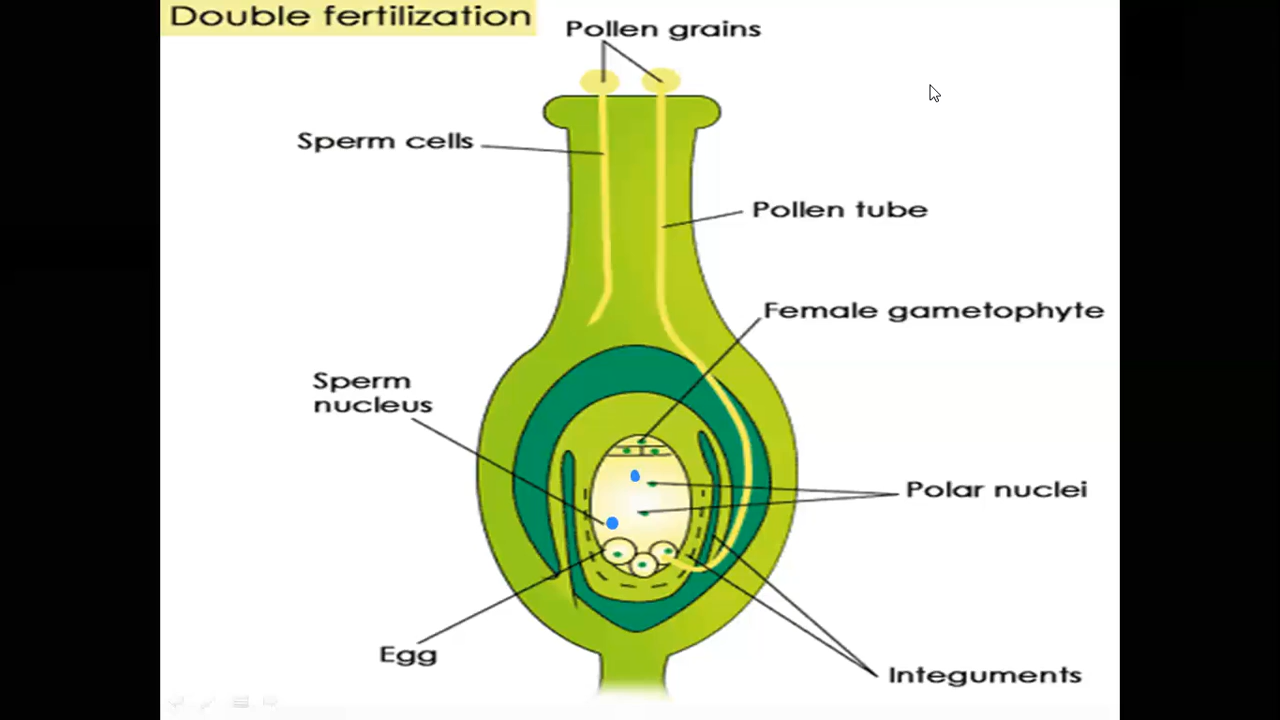 Double fertilization
Pollen grains
Sperm cells
Pollen tube
Female gametophyte
Sperm
nucleus
Polar nuclei
Egg
Integuments